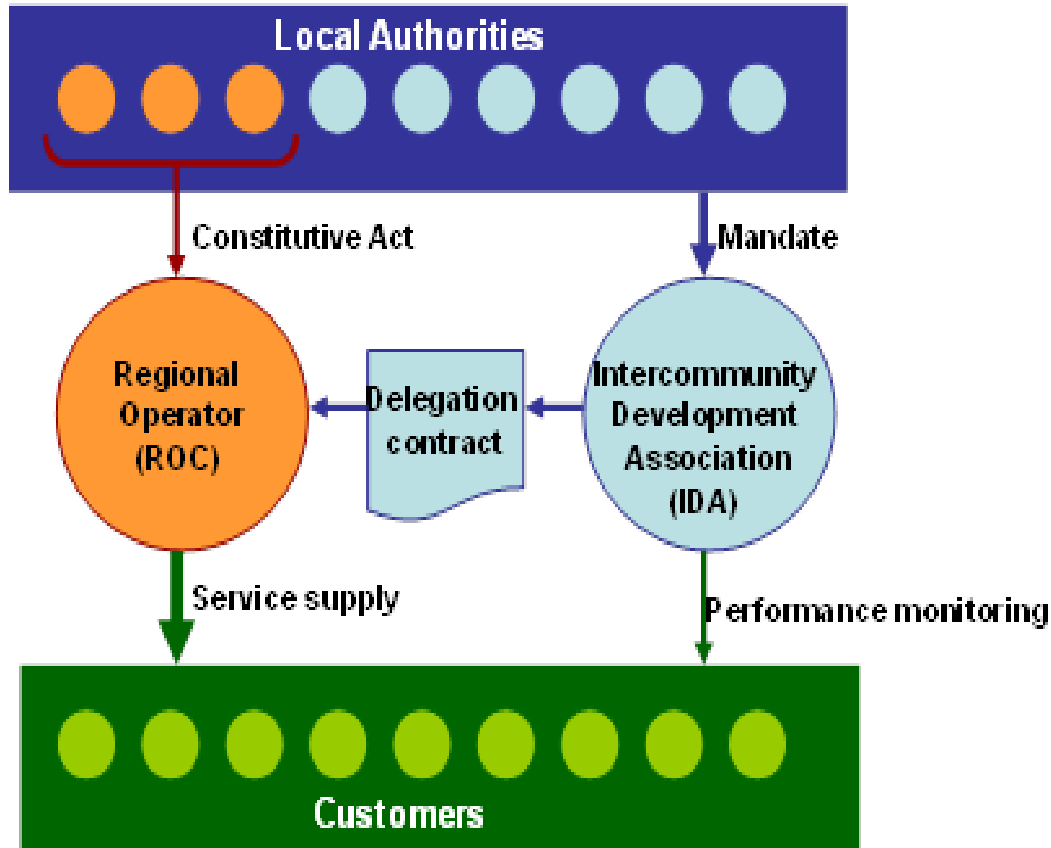 Local Authorities
Constitutive Act
Mandate
Regional
Operator
(ROC)
Delegation
contract
Intercommunity
Development
Association
(IDA)
Service supply
Performance monitoring
Customers